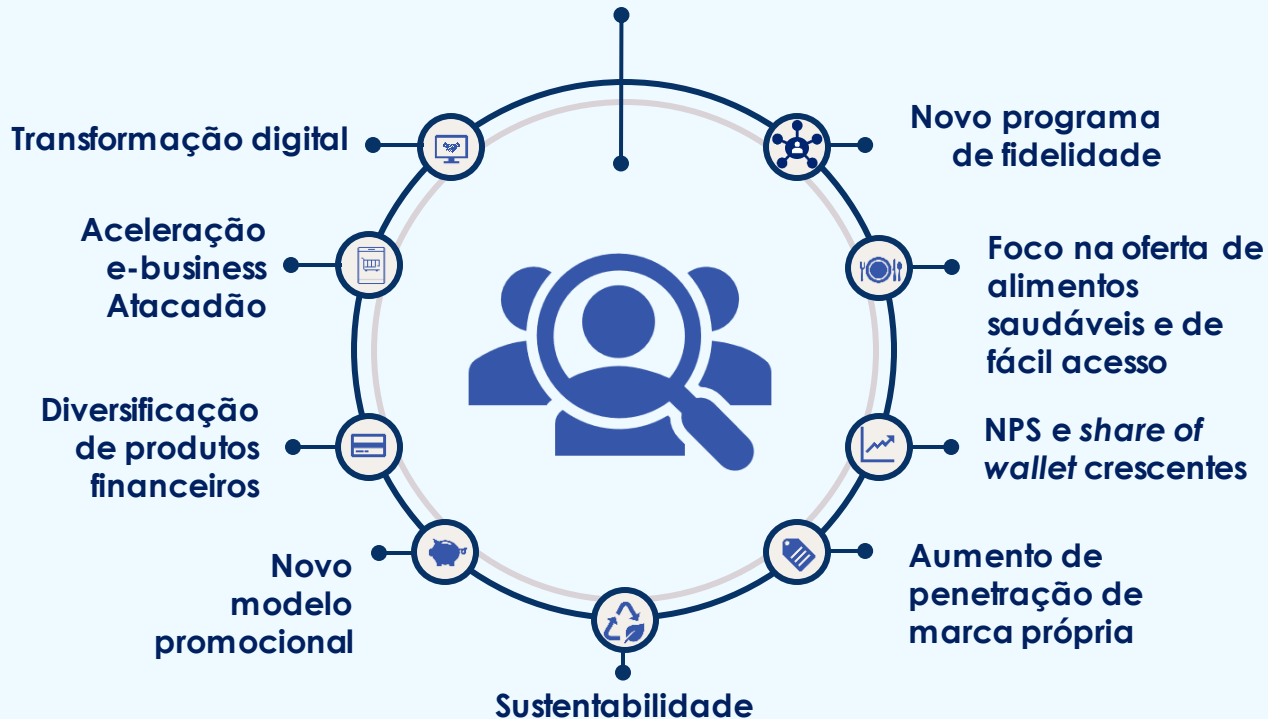 Transformação digital
Aceleração
e-business
Atacadão
Diversificação
de produtos
financeiros
Novo
modelo
promocional
Sustentabilidade
Novo programa
de fidelidade
Foco na oferta de
alimentos
saudáveis e de
fácil acesso
NPS e share of
wallet crescentes
Aumento de
penetração de
marca própria